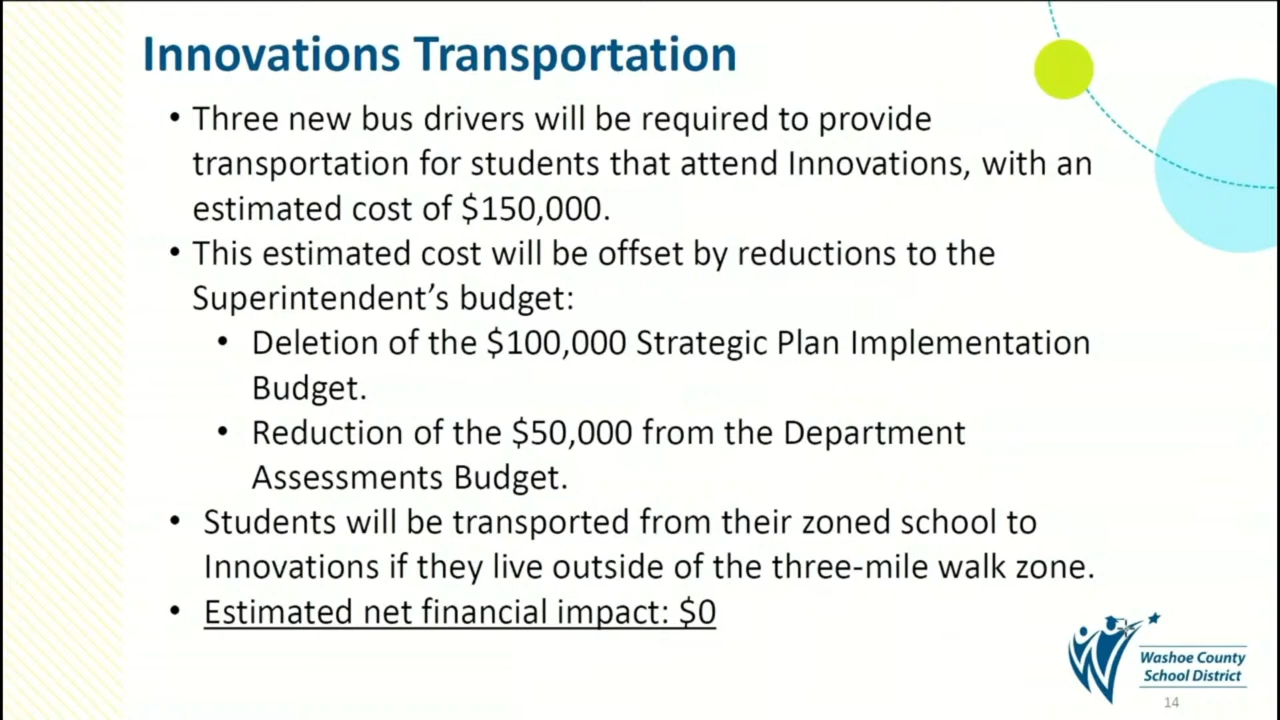 Innovations Transportation
• Three new bus drivers will be required to provide
transportation for students that attend Innovations, with an
estimated cost of $150,000.
• This estimated cost will be offset by reductions to the
Superintendent’s budget:
• Deletion of the $100,000 Strategic Plan Implementation
Budget.
• Reduction of the $50,000 from the Department
Assessments Budget.
• Students will be transported from their zoned school to
Innovations if they live outside of the three-mile walk zone.
• Estimated net financial impact: $0
Washoe County
School District
14